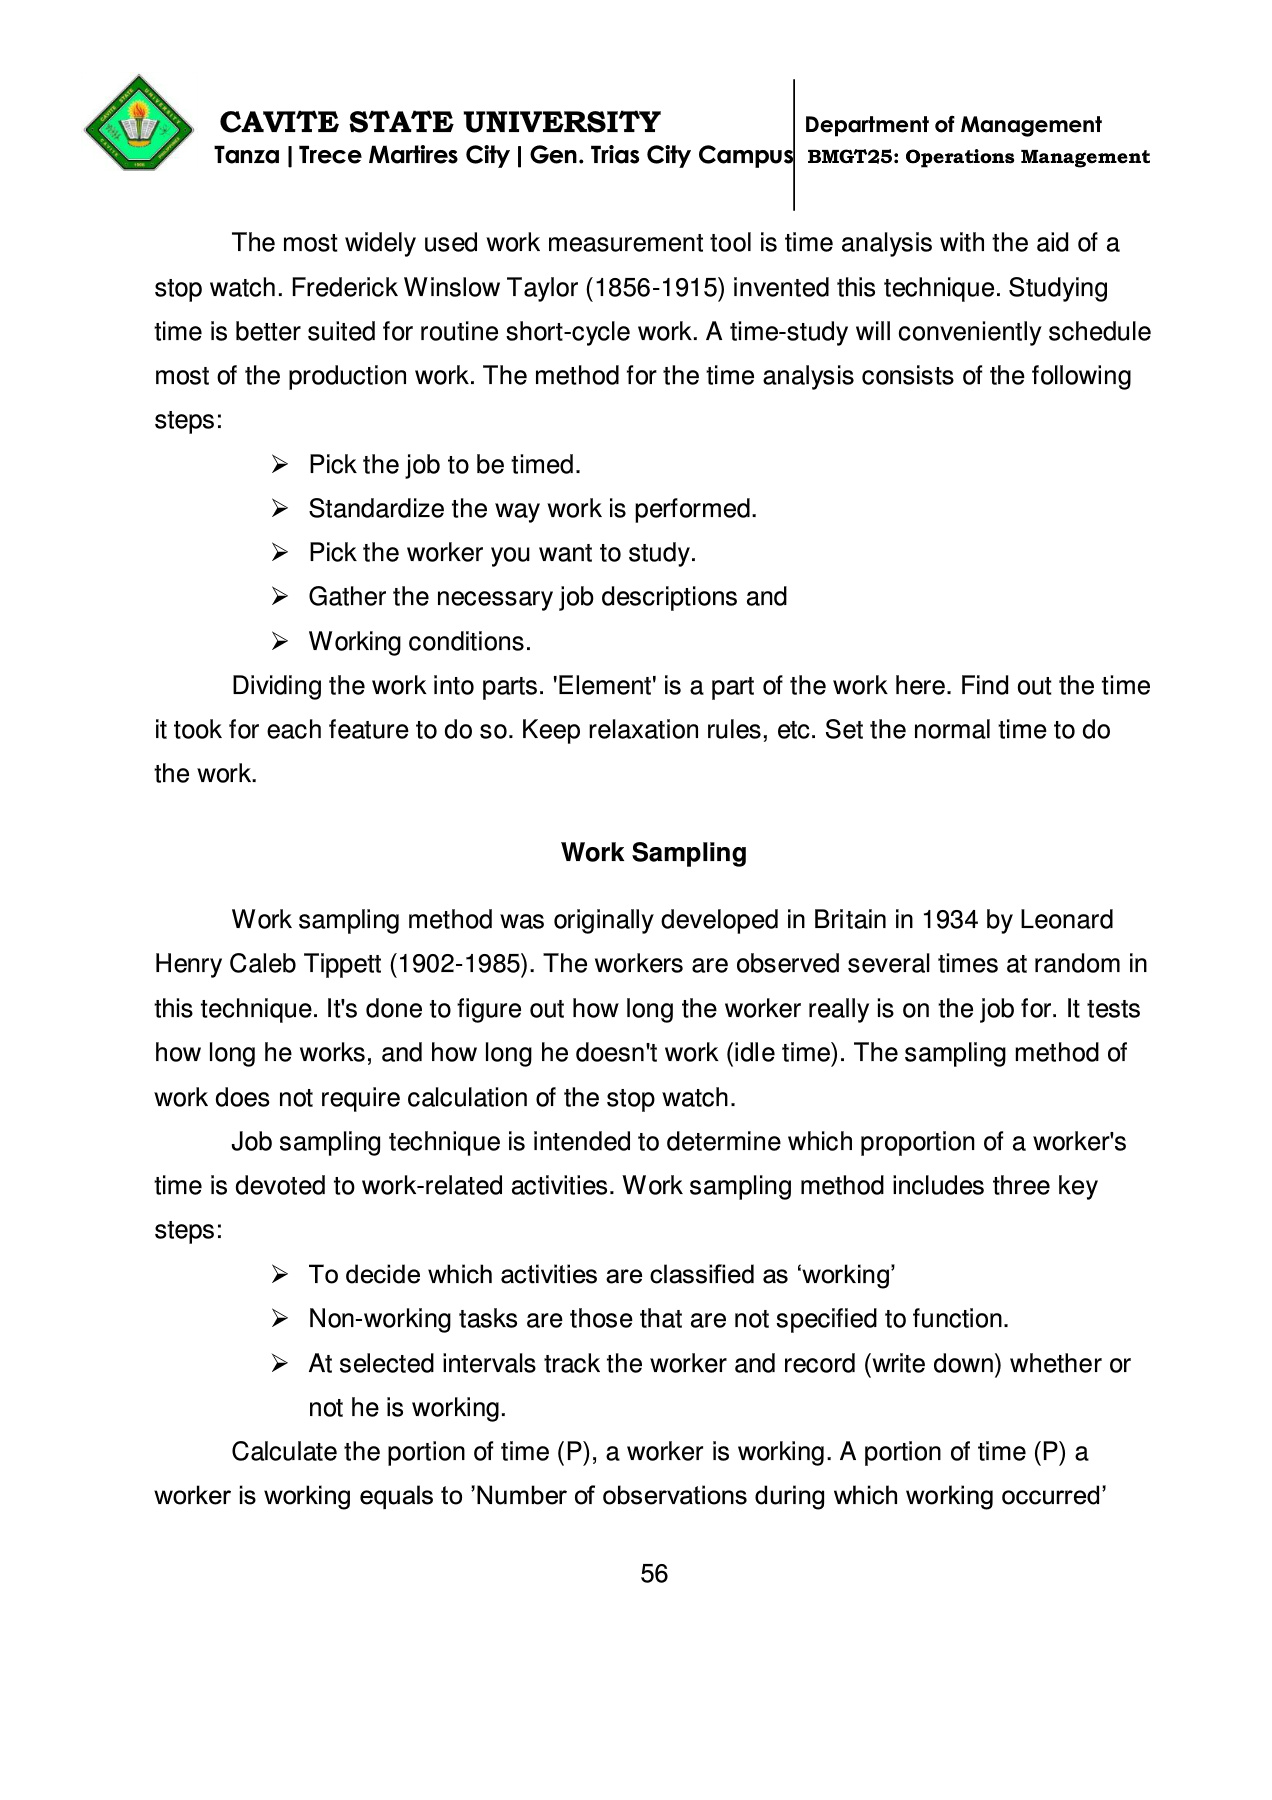 CAVITE STATE UNIVERSITY
Tanza | Trece Martires City | Gen. Trias City Campus
Department of Management
BMGT25: Operations Management
The most widely used work measurement tool is time analysis with the aid of a
stop watch. Frederick Winslow Taylor (1856-1915) invented this technique. Studying
time is better suited for routine short-cycle work. A time-study will conveniently schedule
most of the production work. The method for the time analysis consists of the following
steps:
➢ Pick the job to be timed.
➢ Standardize the way work is performed.
➢ Pick the worker you want to study.
➢ Gather the necessary job descriptions and
➢ Working conditions.
Dividing the work into parts. 'Element' is a part of the work here. Find out the time
it took for each feature to do so. Keep relaxation rules, etc. Set the normal time to do
the work.
Work Sampling
Work sampling method was originally developed in Britain in 1934 by Leonard
Henry Caleb Tippett (1902-1985). The workers are observed several times at random in
this technique. It's done to figure out how long the worker really is on the job for. It tests
how long he works, and how long he doesn't work (idle time). The sampling method of
work does not require calculation of the stop watch.
Job sampling technique is intended to determine which proportion of a worker's
time is devoted to work-related activities. Work sampling method includes three key
steps:
➢ To decide which activities are classified as ‘working’
➢ Non-working tasks are those that are not specified to function.
➢ At selected intervals track the worker and record (write down) whether or
not he is working.
Calculate the portion of time (P), a worker is working. A portion of time (P) a
worker is working equals to ’Number of observations during which working occurred’
56